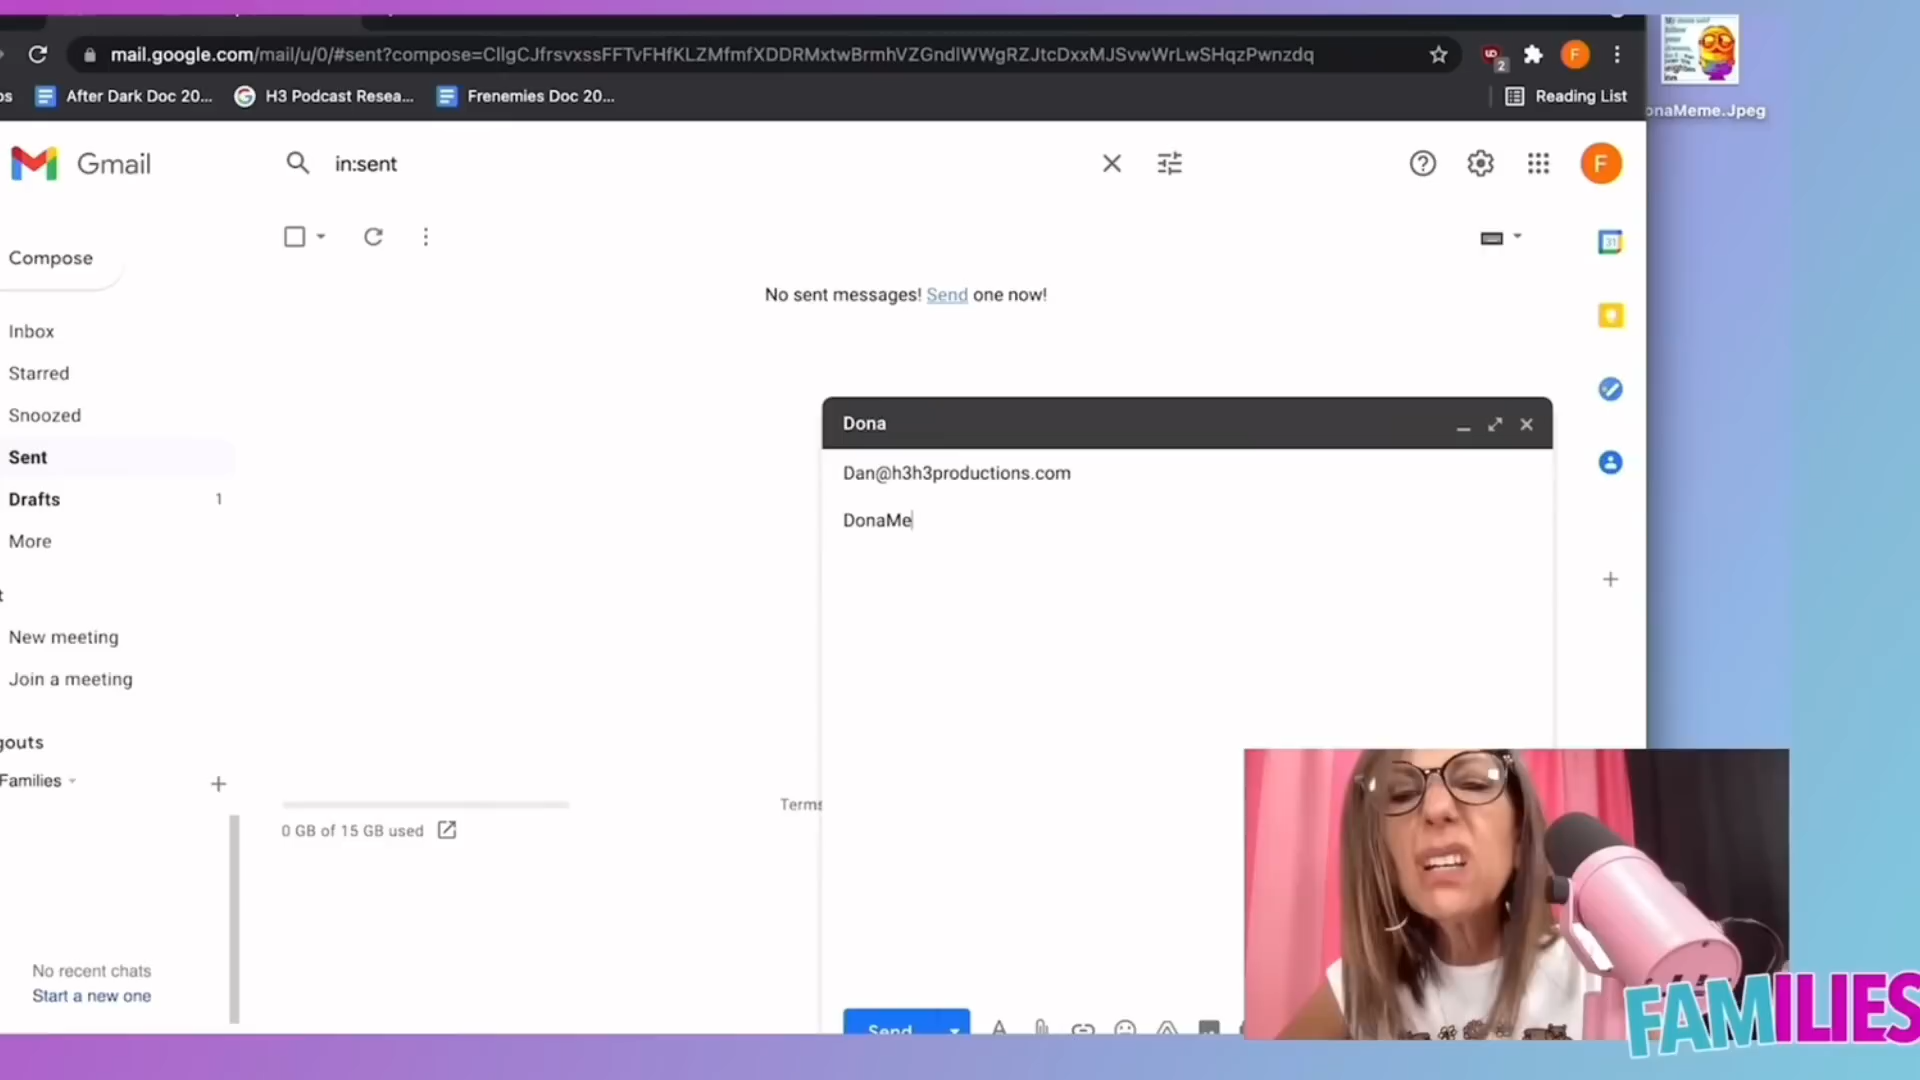 mail.google.com/mail/u/0/#sent?compose=CllgCJfrsvxssFFTvFHfKLZMfmfXDDRMxtwBrmhVZGndlWWgRZJtcDxxMJSvwWrLwSHqzPwnzdq
os After Dark Doc 20... H3 Podcast Resea... Frenemies Doc 20... Reading List
onaMeme.Jpeg
Gmail in:sent
F
Compose
No sent messages! Send one now!
Inbox
Starred
Snoozed
Sent
Drafts 1
More
Dona
Dan@h3h3productions.com
DonaMe
New meeting
Join a meeting
gouts
Families
Terms
0 GB of 15 GB used
No recent chats
Start a new one
Send
FAMILIES